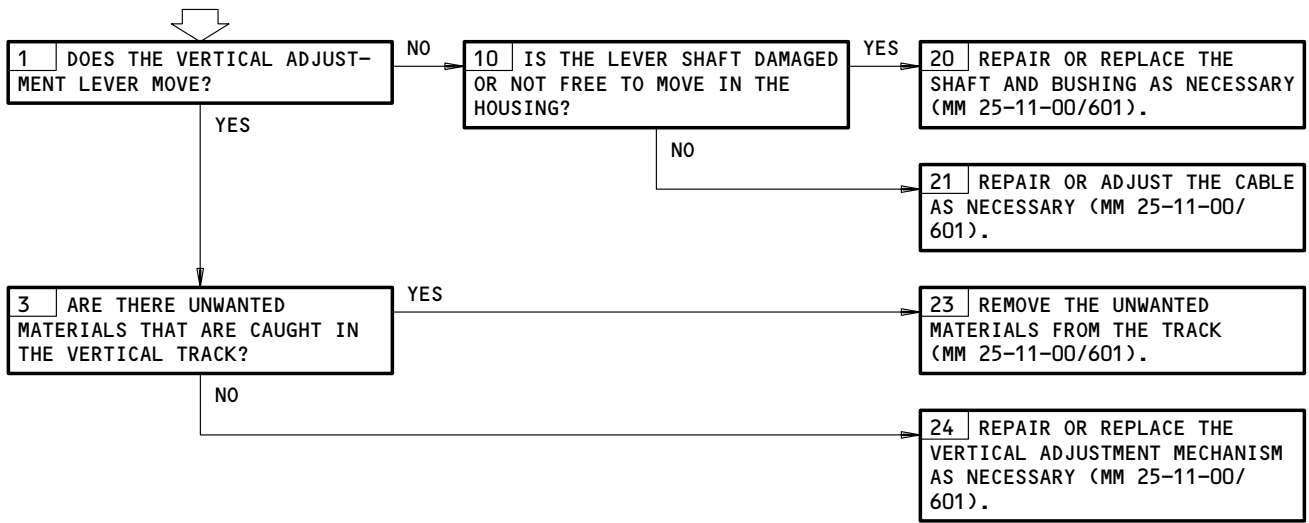 1 DOES THE VERTICAL ADJUST-
MENT LEVER MOVE?
NO
10 IS THE LEVER SHAFT DAMAGED
OR NOT FREE TO MOVE IN THE
HOUSING?
YES
20 REPAIR OR REPLACE THE
SHAFT AND BUSHING AS NECESSARY
(MM 25-11-00/601).
YES
NO
21 REPAIR OR ADJUST THE CABLE
AS NECESSARY (MM 25-11-00/
601).
3 ARE THERE UNWANTED
MATERIALS THAT ARE CAUGHT IN
THE VERTICAL TRACK?
YES
23 REMOVE THE UNWANTED
MATERIALS FROM THE TRACK
(MM 25-11-00/601).
NO
24 REPAIR OR REPLACE THE
VERTICAL ADJUSTMENT MECHANISM
AS NECESSARY (MM 25-11-00/
601).